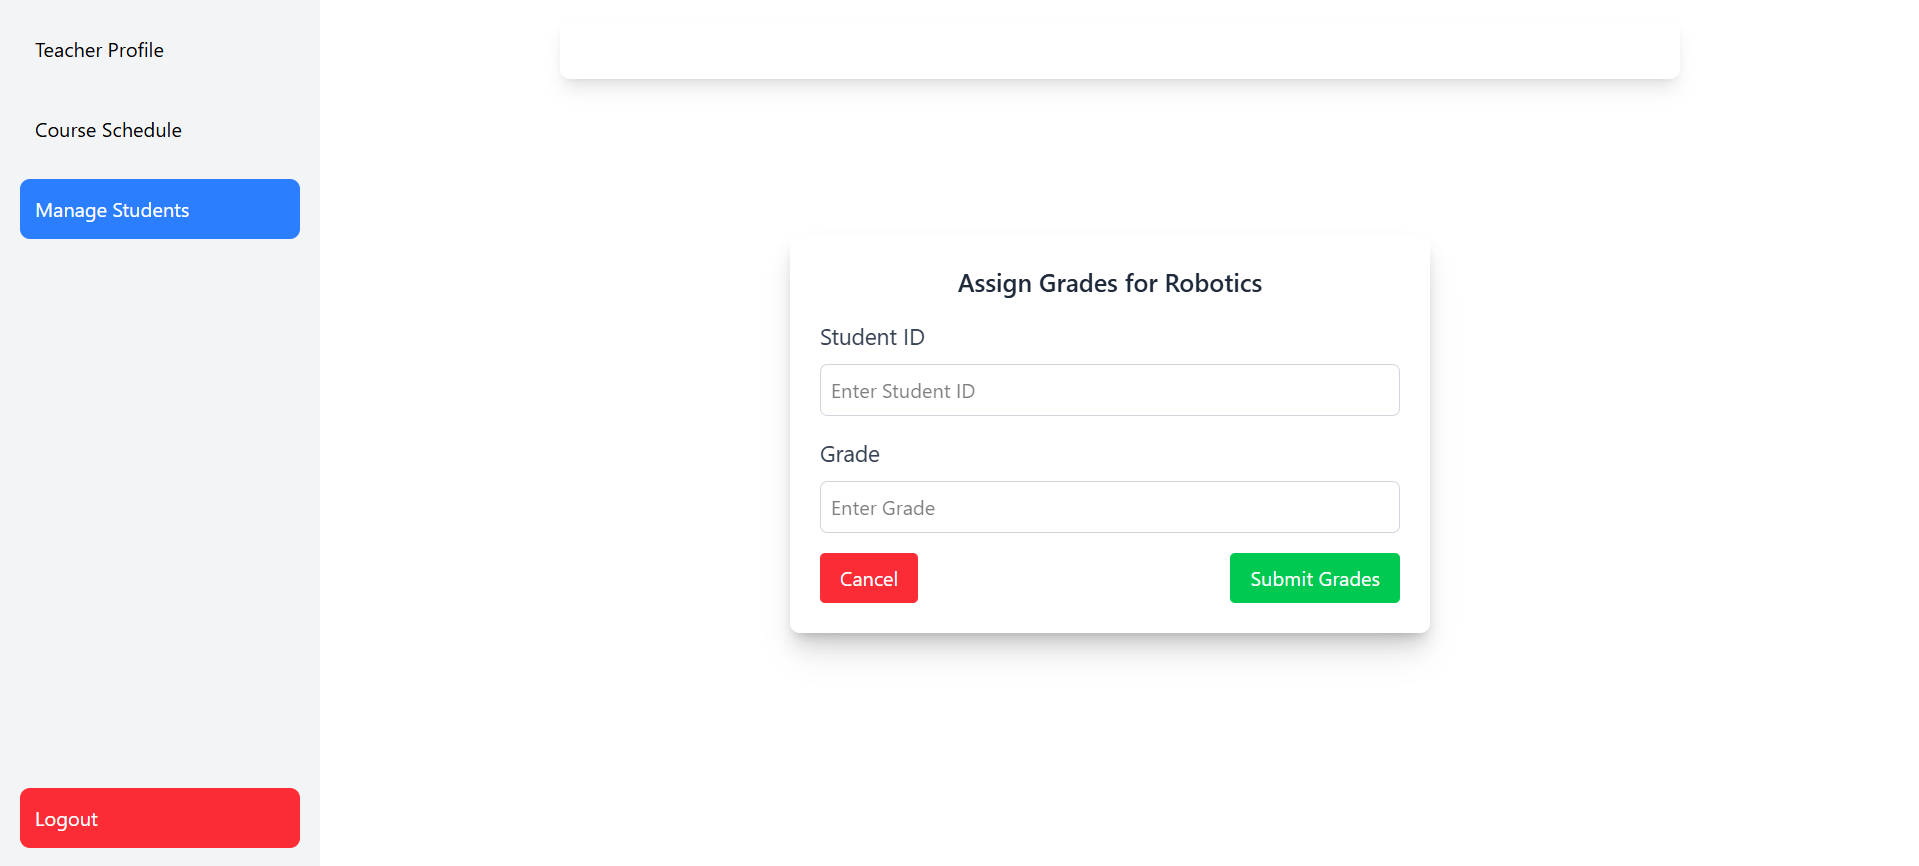 Teacher Profile
Course Schedule
Manage Students
Logout
Assign Grades for Robotics
Student ID
Enter Student ID
Grade
Enter Grade
Cancel
Submit Grades